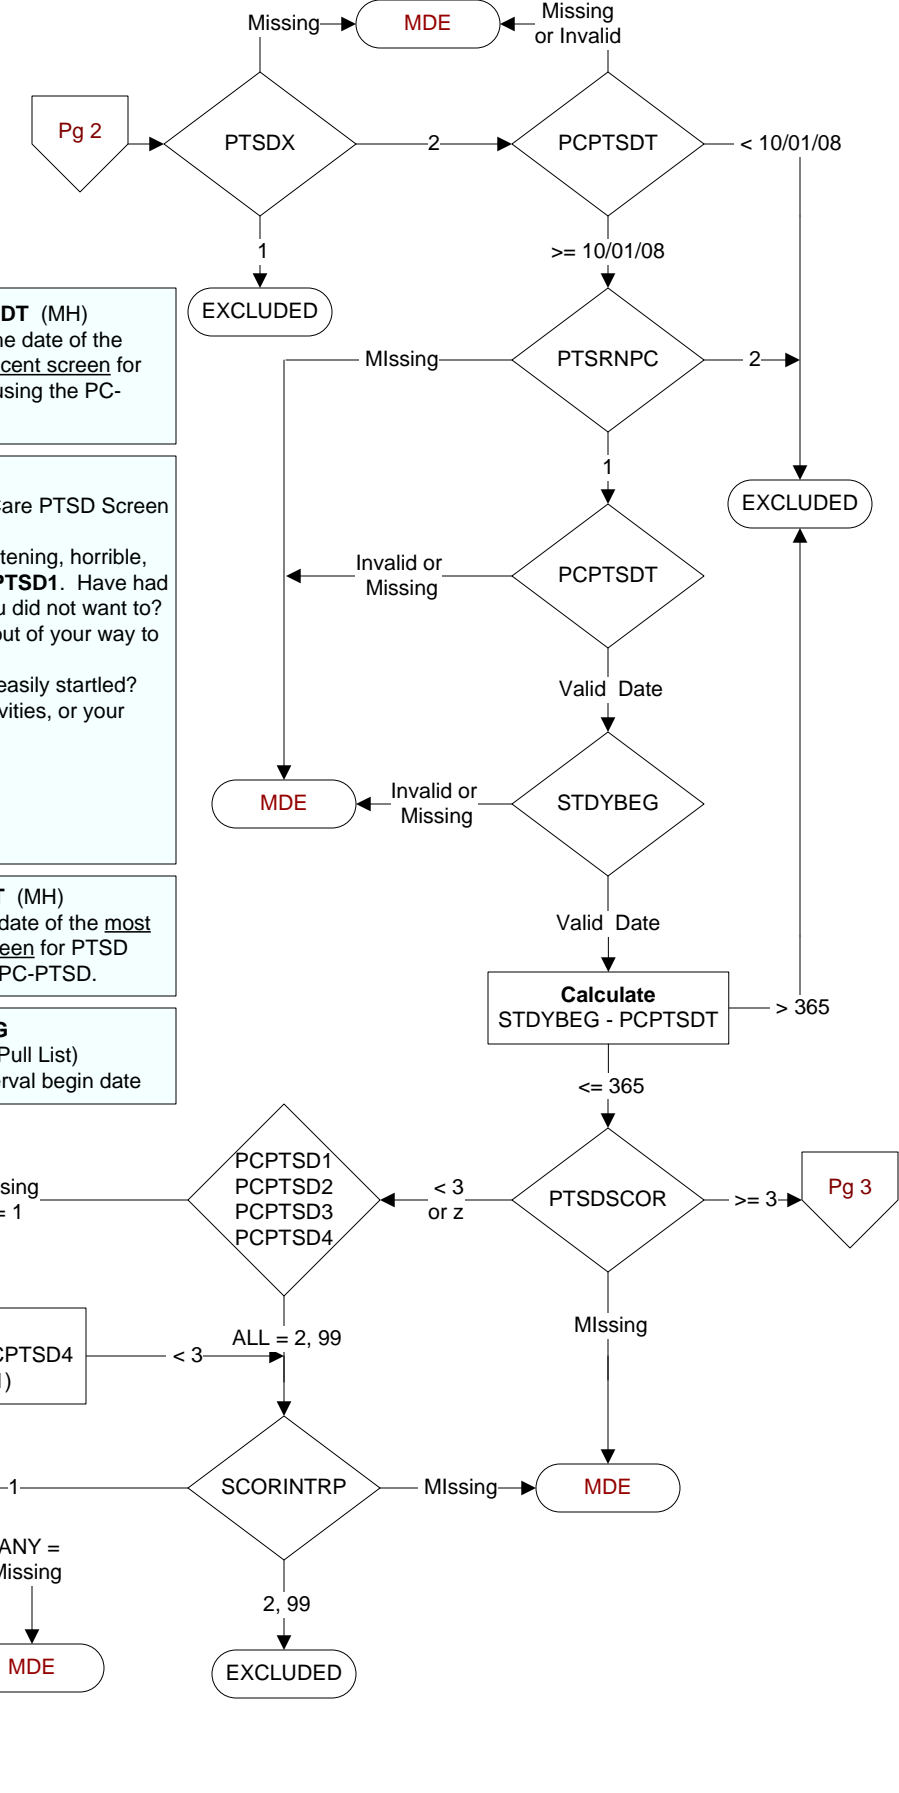 Missing
MDE
Missing
or Invalid
Pg 2
PTSDX
2
PCPTSDT
< 10/01/08
1
>= 10/01/08
EXCLUDED
DT (MH)
ne date of the
cent screen for
using the PC-
MIssing
PTSRNPC
2
1
EXCLUDED
are PTSD Screen
tening, horrible,
PTSD1. Have had
u did not want to?
out of your way to
easily startled?
vities, or your
Invalid or
Missing
PCPTSDT
Valid Date
MDE
Invalid or
Missing
STDYBEG
T (MH)
date of the most
een for PTSD
PC-PTSD.
Valid Date
Calculate
STDYBEG - PCPTSDT
> 365
G
Pull List)
erval begin date
<= 365
sing
= 1
PCPTSD1
PCPTSD2
PCPTSD3
PCPTSD4
< 3
or z
PTSDSCOR
>= 3
Pg 3
ALL = 2, 99
MIssing
CPTSD4
)
< 3
1
SCORINTRP
MIssing
MDE
ANY =
Missing
2, 99
MDE
EXCLUDED